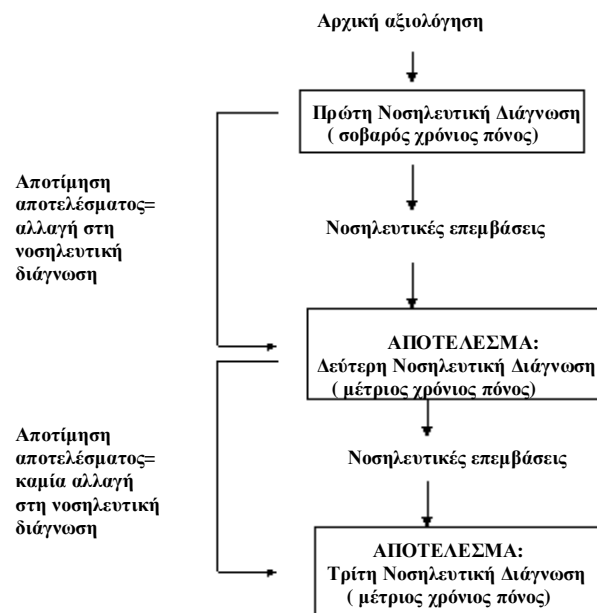 Αρχική αξιολόγηση
Πρώτη Νοσηλευτική Διάγνωση
( σοβαρός χρόνιος πόνος)
Αποτίμηση
αποτελέσματος=
αλλαγή στη
νοσηλευτική
διάγνωση
Νοσηλευτικές επεμβάσεις
ΑΠΟΤΕΛΕΣΜΑ:
Δεύτερη Νοσηλευτική Διάγνωση
( μέτριος χρόνιος πόνος)
Αποτίμηση
αποτελέσματος=
καμία αλλαγή
στη νοσηλευτική
διάγνωση
Νοσηλευτικές επεμβάσεις
ΑΠΟΤΕΛΕΣΜΑ:
Τρίτη Νοσηλευτική Διάγνωση
( μέτριος χρόνιος πόνος)